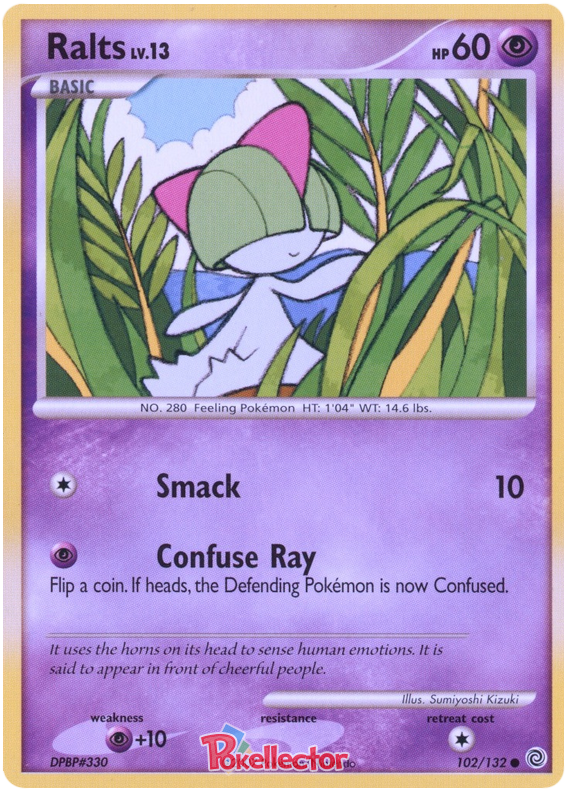 Ralts LV.13 HP 60
BASIC
NO. 280 Feeling Pokémon HT: 1'04" WT: 14.6 lbs.
Smack 10
Confuse Ray
Flip a coin. If heads, the Defending Pokémon is now Confused.
It uses the horns on its head to sense human emotions. It is
said to appear in front of cheerful people.
Illus. Sumiyoshi Kizuki
weakness resistance retreat cost
+10
Pokellector
DPBP#330 102/132